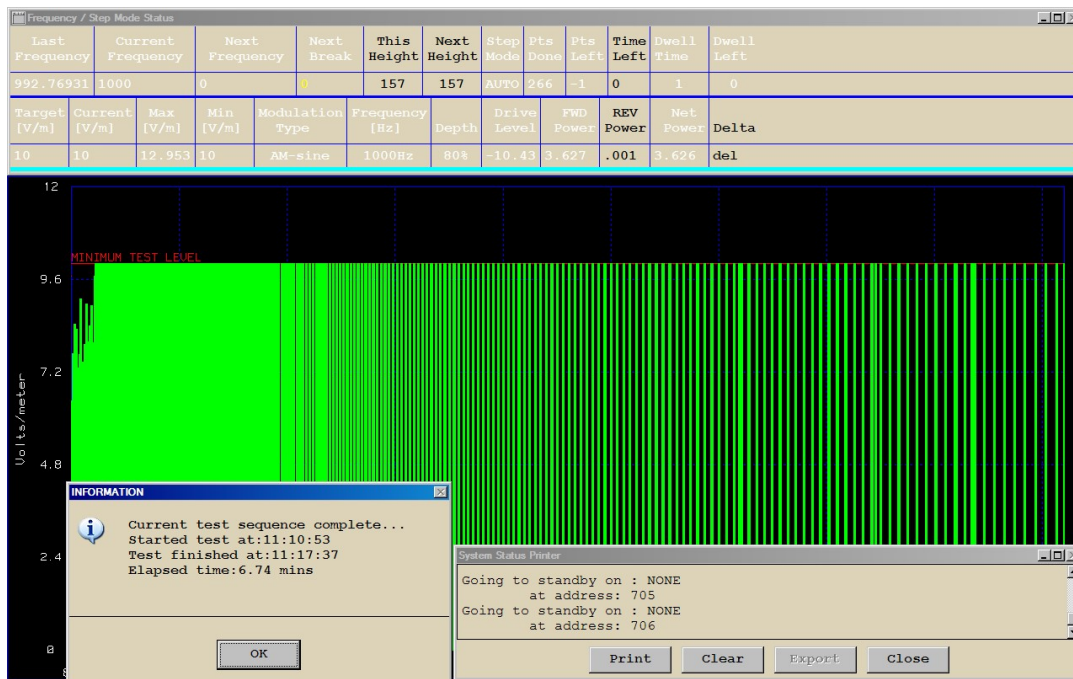 Frequency / Step Mode Status
Last Frequency Current Frequency Next Frequency Next Break This Height Next Height Step Mode Pts Done Pts Left Time Left Dwell Time Dwell Left
992.76931 1000 0 0 157 157 AUTO 266 -1 0 1 0
Target [V/m] Current [V/m] Max [V/m] Min [V/m] Modulation Type Frequency [Hz] Depth Drive Level FWD Power REV Power Net Power Delta
10 10 12.953 10 AM-sine 1000Hz 80% -10.43 3.627 .001 3.626 del
12
MINIMUM TEST LEVEL
9.6
7.2
Volts/meter
4.8
2.4
0
8
INFORMATION
Current test sequence complete...
Started test at:11:10:53
Test finished at:11:17:37
Elapsed time:6.74 mins
OK
System Status Printer
Going to standby on : NONE
at address: 705
Going to standby on : NONE
at address: 706
Print Clear Export Close